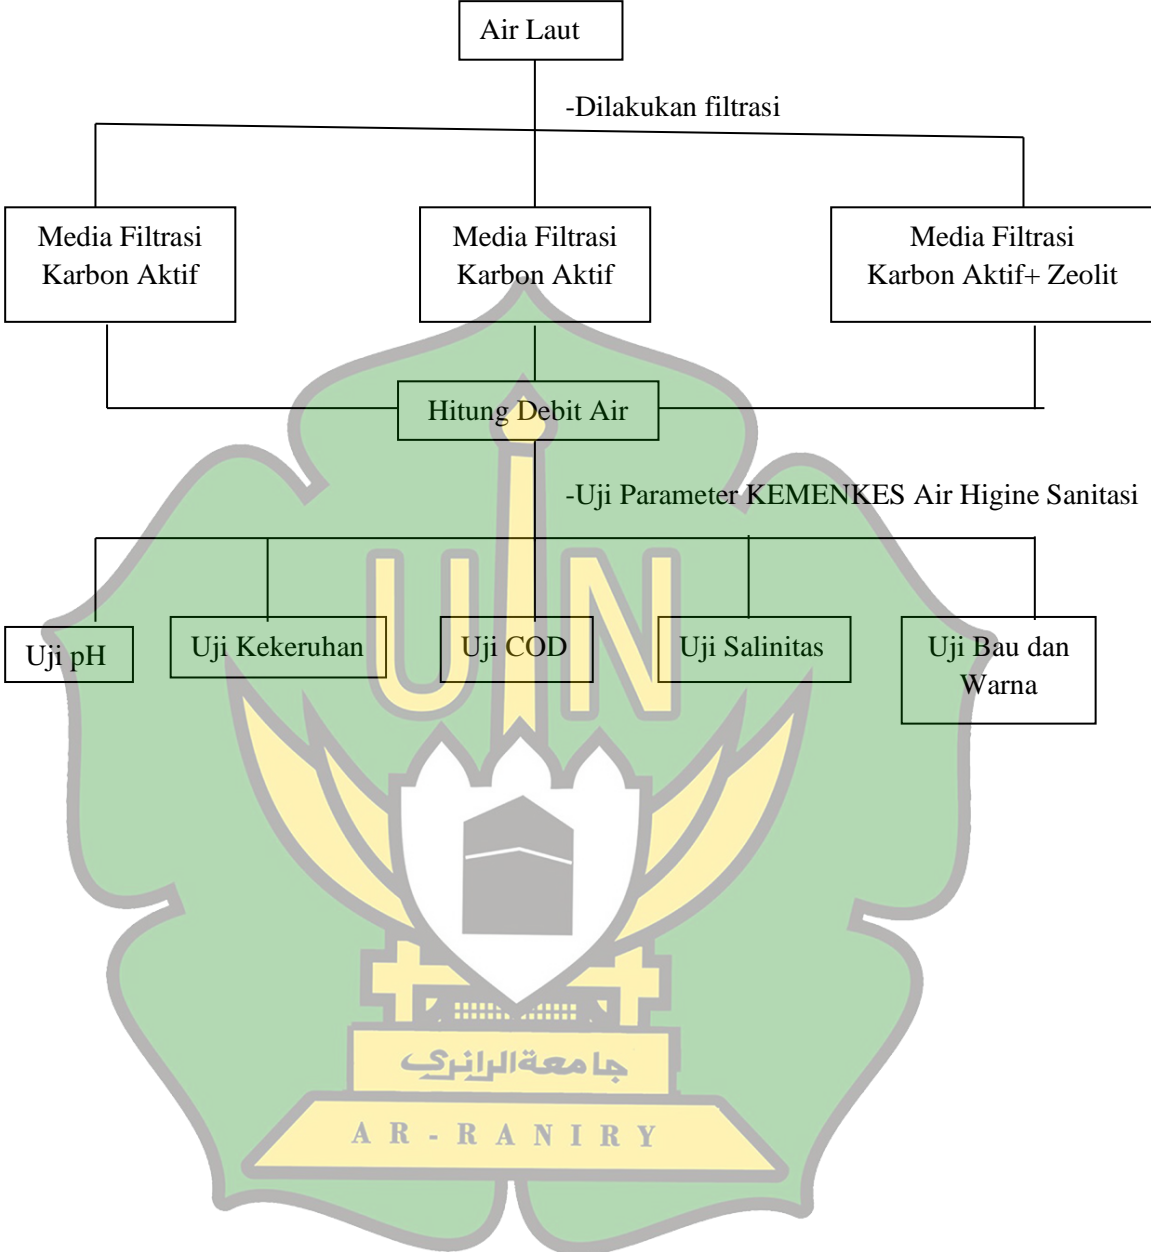 Air Laut
-Dilakukan filtrasi
Media Filtrasi
Karbon Aktif
Media Filtrasi
Karbon Aktif
Media Filtrasi
Karbon Aktif+ Zeolit
Hitung Debit Air
-Uji Parameter KEMENKES Air Higine Sanitasi
Uji pH
Uji Kekeruhan
Uji COD
Uji Salinitas
Uji Bau dan
Warna
UIN
جامعة الرانري
AR-RANIRY